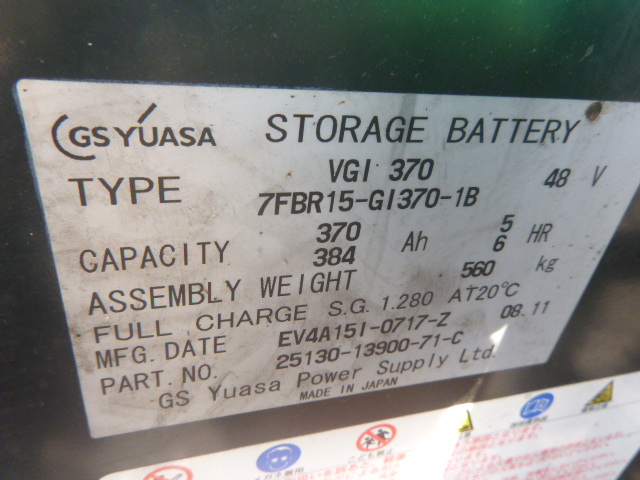 GS YUASA STORAGE BATTERY
TYPE VGI 370 48 V
7FBR15-GI370-1B
CAPACITY 370 Ah 5 HR
384 6
ASSEMBLY WEIGHT 560 kg
FULL CHARGE S.G. 1.280 AT20℃
MFG. DATE EV4A15I-0717-Z 08.11
PART. NO. 25130-13900-71-C
GS Yuasa Power Supply Ltd.
MADE IN JAPAN